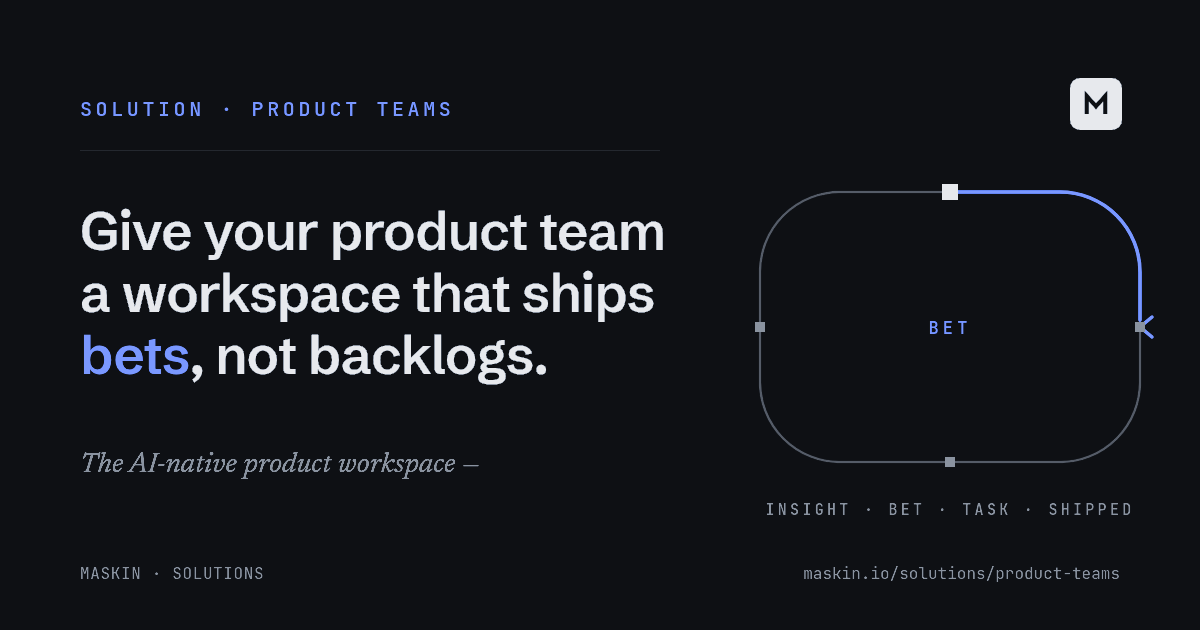 SOLUTION · PRODUCT TEAMS
M
Give your product team
a workspace that ships
bets, not backlogs.
BET
The AI-native product workspace —
INSIGHT · BET · TASK · SHIPPED
MASKIN · SOLUTIONS
maskin.io/solutions/product-teams